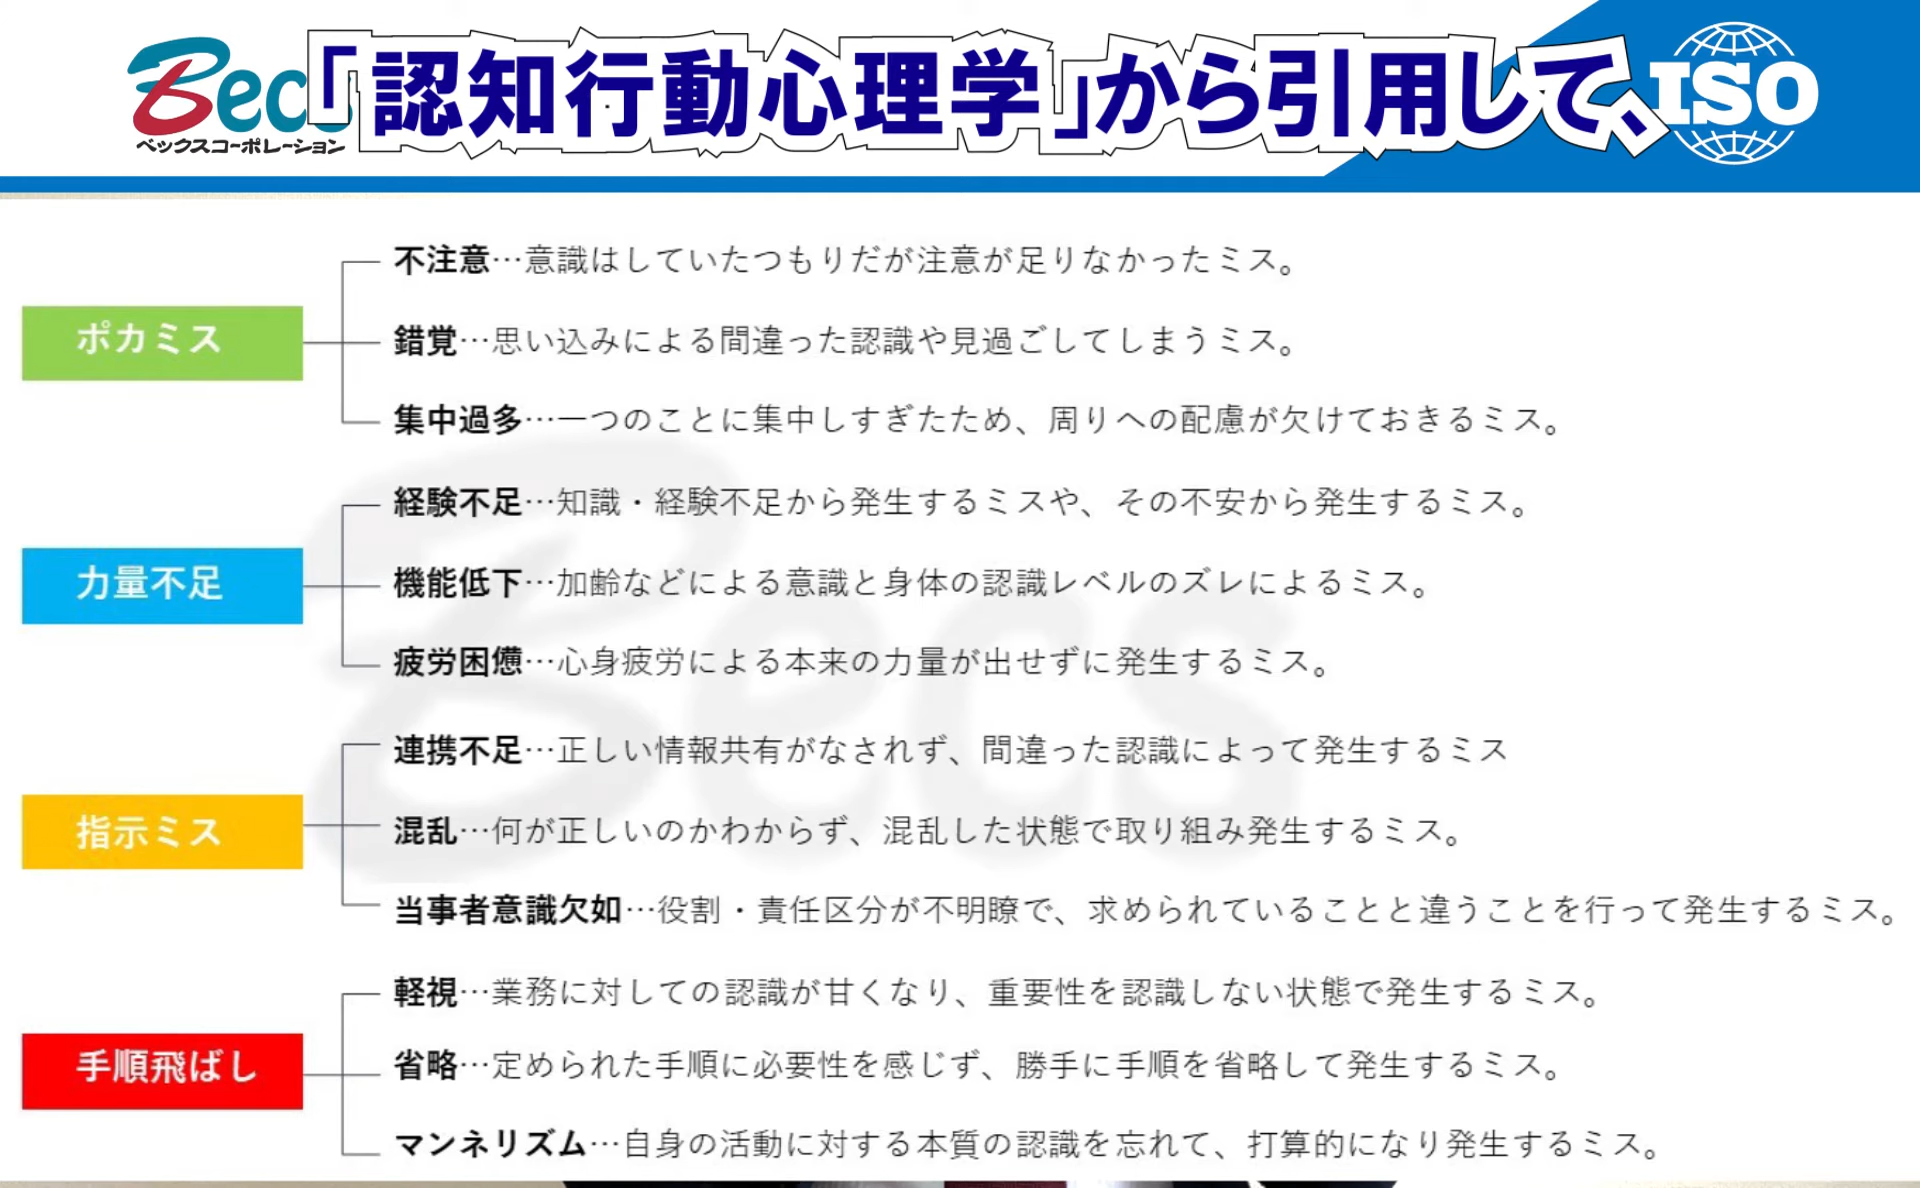 Becs
ベックスコーポレーション
「認知行動心理学」から引用して、
ISO
ポカミス
不注意…意識はしていたつもりだが注意が足りなかったミス。
錯覚…思い込みによる間違った認識や見過ごしてしまうミス。
集中過多…一つのことに集中しすぎたため、周りへの配慮が欠けておきるミス。
力量不足
経験不足…知識・経験不足から発生するミスや、その不安から発生するミス。
機能低下…加齢などによる意識と身体の認識レベルのズレによるミス。
疲労困憊…心身疲労による本来の力量が出せずに発生するミス。
指示ミス
連携不足…正しい情報共有がなされず、間違った認識によって発生するミス
混乱…何が正しいのかわからず、混乱した状態で取り組み発生するミス。
当事者意識欠如…役割・責任区分が不明瞭で、求められていることと違うことを行って発生するミス。
手順飛ばし
軽視…業務に対しての認識が甘くなり、重要性を認識しない状態で発生するミス。
省略…定められた手順に必要性を感じず、勝手に手順を省略して発生するミス。
マンネリズム…自身の活動に対する本質の認識を忘れて、打算的になり発生するミス。
Becs